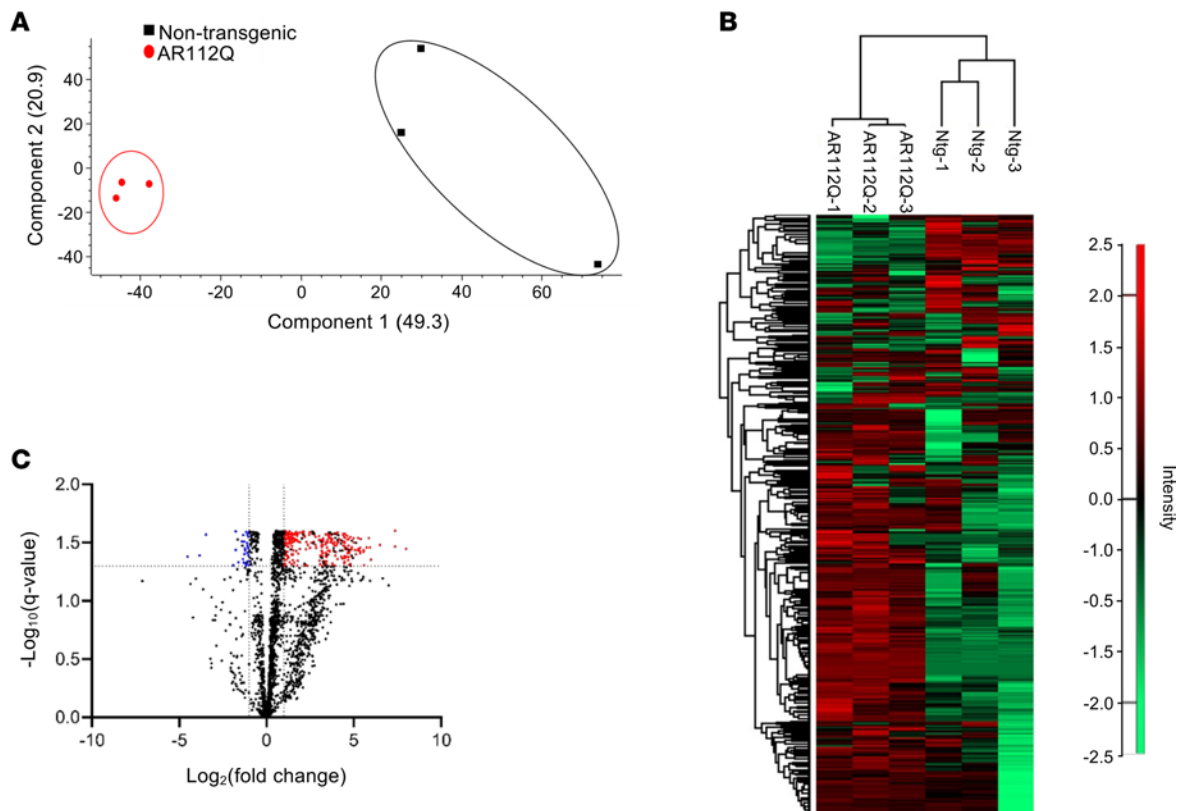 A
Non-transgenic
AR112Q
Component 2 (20.9)
40
20
0
-20
-40
-40
-20
0
20
40
60
Component 1 (49.3)
B
AR112Q-1
AR112Q-2
AR112Q-3
Ntg-1
Ntg-2
Ntg-3
2.5
2.0
1.5
1.0
0.5
0.0
-1.0
-0.5
-1.5
-2.0
-2.5
Intensity
C
-Log₁₀(q-value)
2.0
1.5
1.0
0.5
0.0
-10
-5
0
5
10
Log₂(fold change)